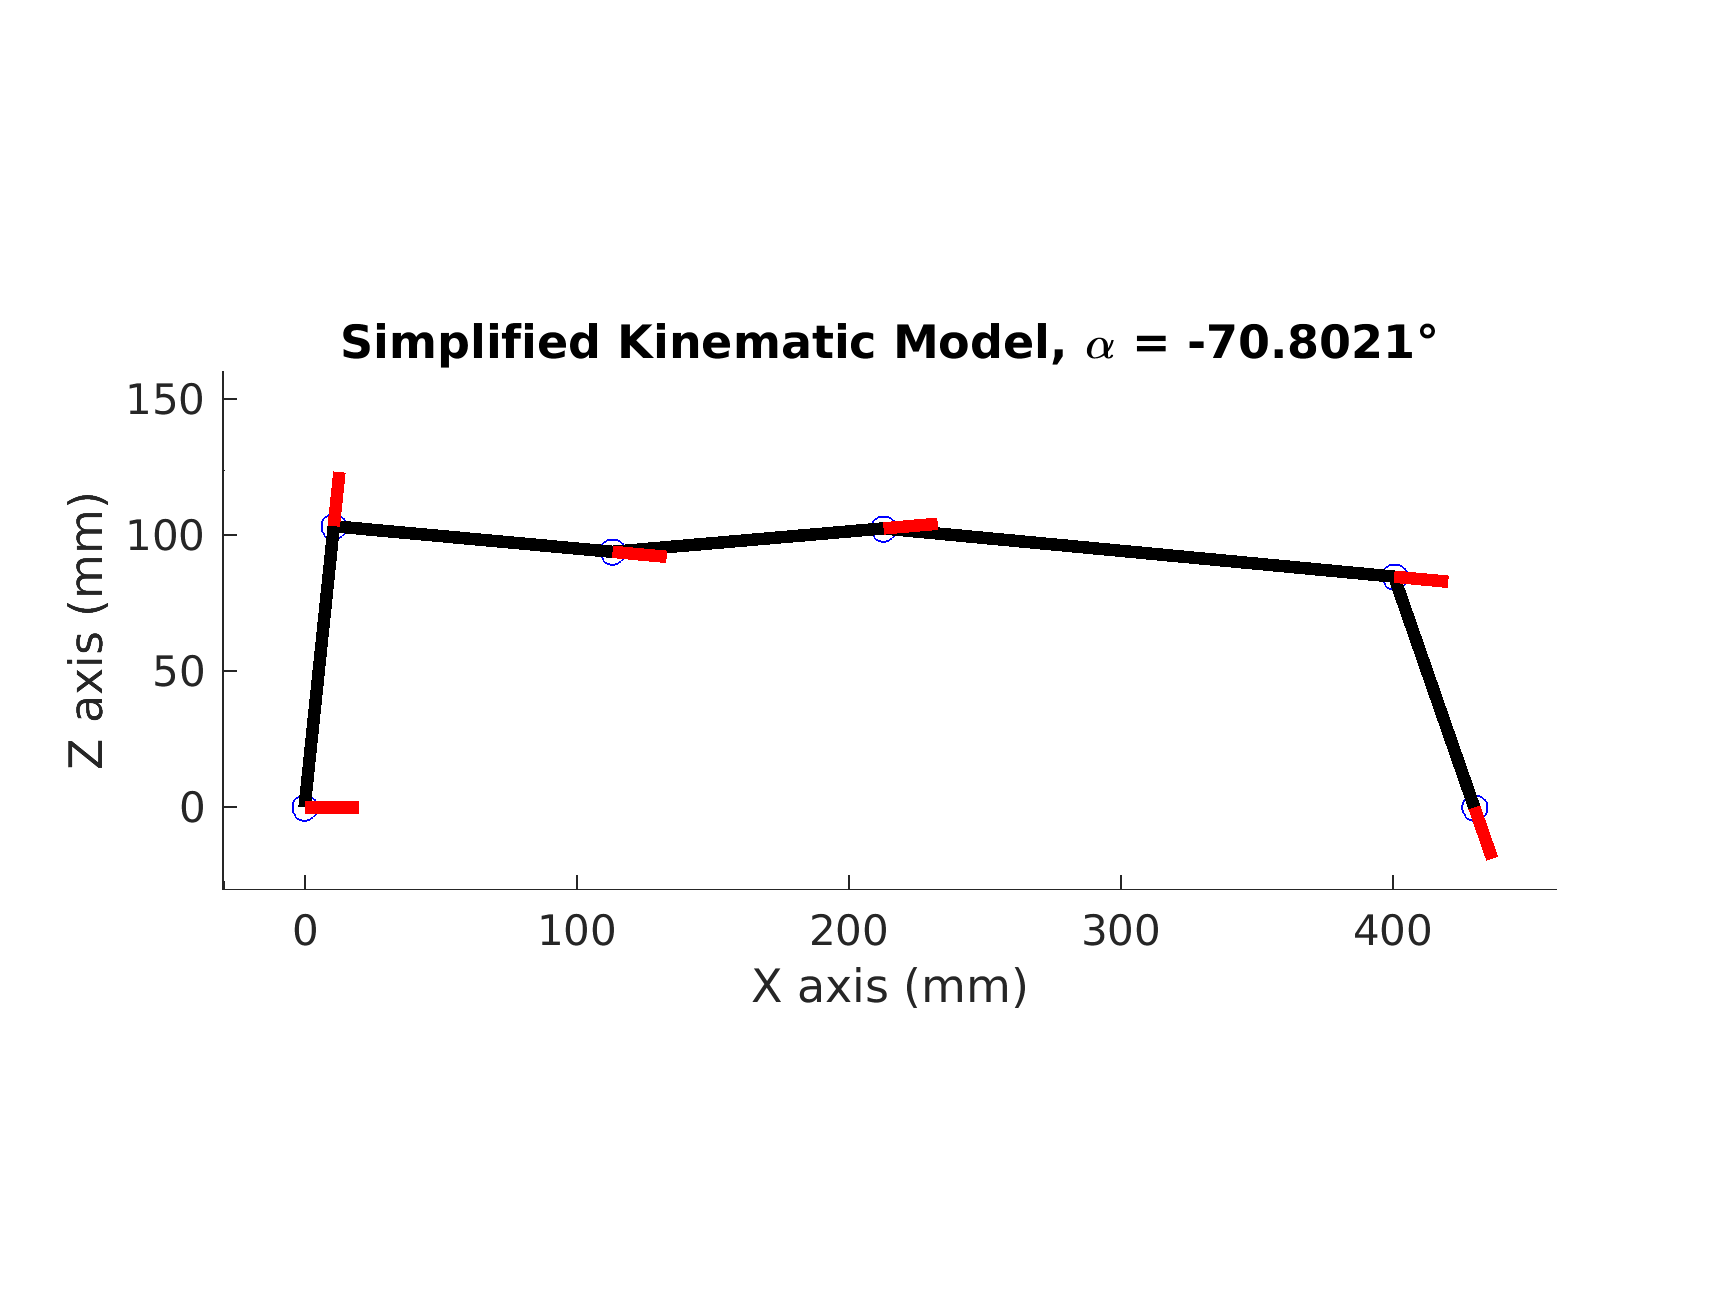 Simplified Kinematic Model, α = -70.8021°
150
100
50
0
Z axis (mm)
0 100 200 300 400
X axis (mm)